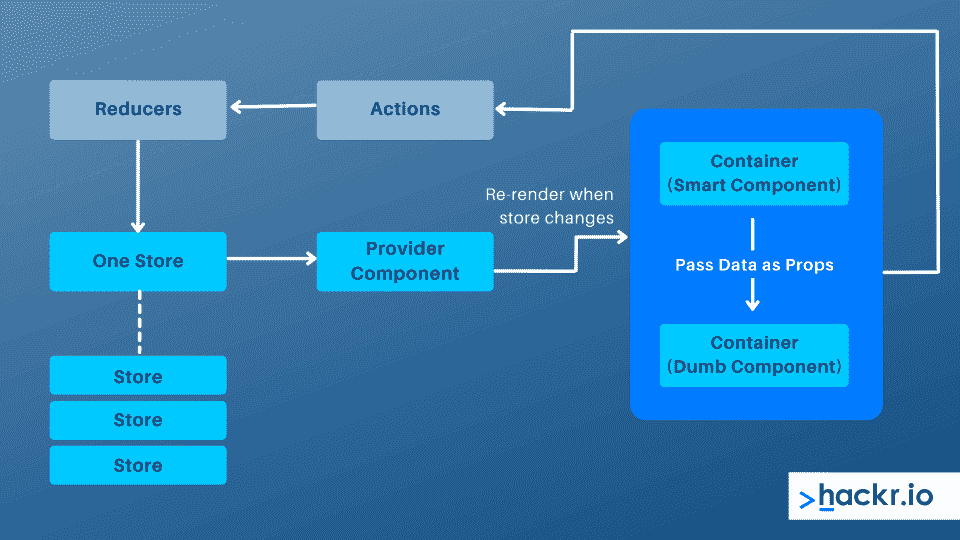 Reducers
Actions
Container
(Smart Component)
Re-render when
store changes
One Store
Provider
Component
Pass Data as Props
Container
(Dumb Component)
Store
Store
Store
>hackr.io